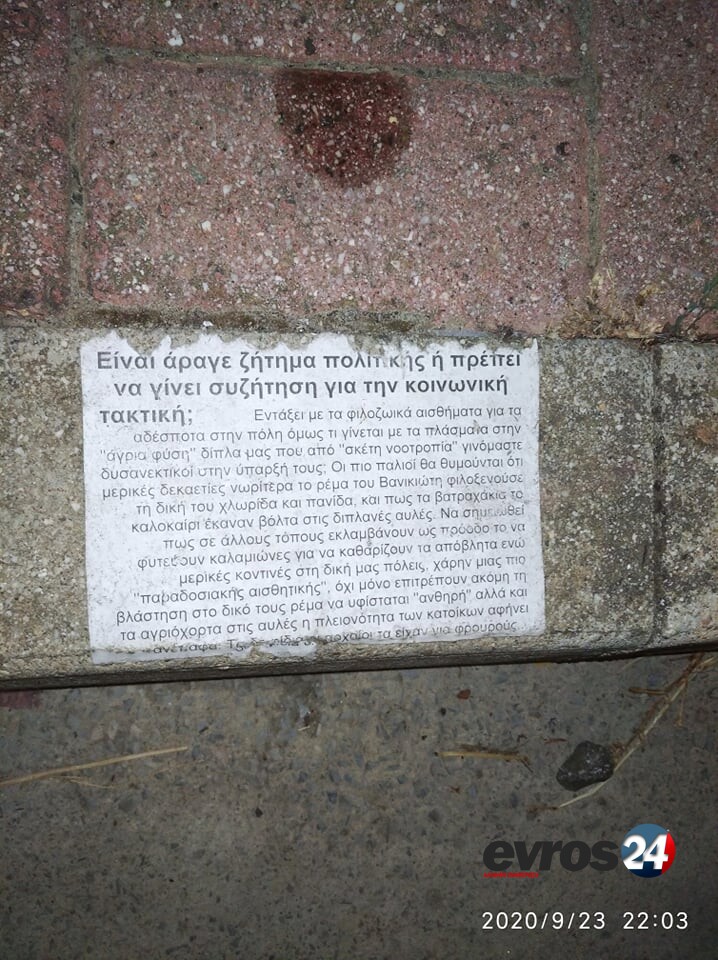 Είναι άραγε ζήτημα πολιτικής ή πρέπει
να γίνει συζήτηση για την κοινωνική
τακτική; Εντάξει με τα φιλοζωικά αισθήματα για τα
αδέσποτα στην πόλη όμως τι γίνεται με τα πλάσματα στην
"άγρια φύση" δίπλα μας που από "σκέτη νοοτροπία" γινόμαστε
δυσανεκτικοί στην ύπαρξή τους; Οι πιο παλιοί θα θυμούνται ότι
μερικές δεκαετίες νωρίτερα το ρέμα του Βανικιώτη φιλοξενούσε
τη δική του χλωρίδα και πανίδα, και πως τα βατραχάκια το
καλοκαίρι έκαναν βόλτα στις διπλανές αυλές. Να σημειωθεί
πως σε άλλους τόπους εκλαμβάνουν ως πρόοδο το να
φυτεύουν καλαμιώνες για να καθαρίζουν τα απόβλητα ενώ
μερικές κοντινές στη δική μας πόλεις, χάρην μιας πιο
"παραδοσιακής αισθητικής", όχι μόνο επιτρέπουν ακόμη τη
βλάστηση στο δικό τους ρέμα να υφίσταται "ανθηρή" αλλά και
τα αγριόχορτα στις αυλές η πλειονότητα των κατοίκων αφήνει
αρχαίοι τα είχαν για φρουρούς...
evros24
2020/9/23 22:03